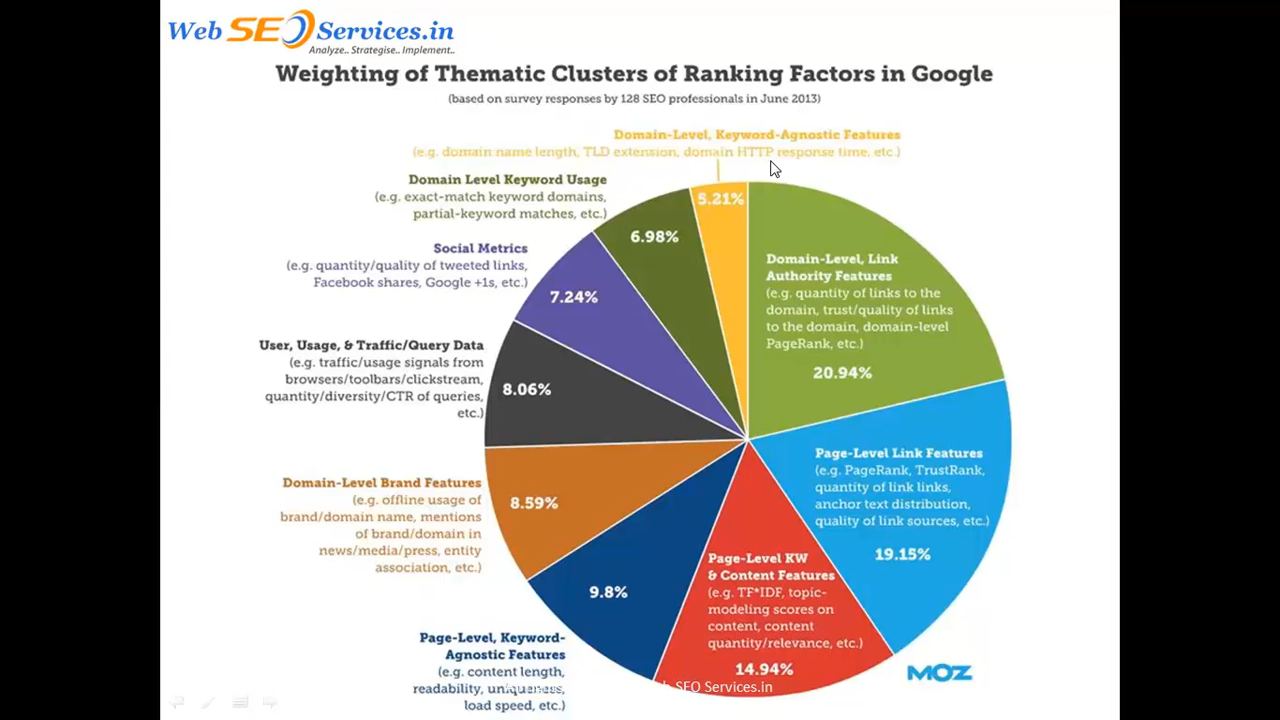 Web SEO Services.in
Analyze.. Strategise.. Implement..
Weighting of Thematic Clusters of Ranking Factors in Google
(based on survey responses by 128 SEO professionals in June 2013)
Domain-Level, Keyword-Agnostic Features
(e.g. domain name length, TLD extension, domain HTTP response time, etc.)
5.21%
Domain Level Keyword Usage
(e.g. exact-match keyword domains,
partial-keyword matches, etc.)
6.98%
Social Metrics
(e.g. quantity/quality of tweeted links,
Facebook shares, Google +1s, etc.)
7.24%
User, Usage, & Traffic/Query Data
(e.g. traffic/usage signals from
browsers/toolbars/clickstream,
quantity/diversity/CTR of queries,
etc.)
8.06%
Domain-Level Brand Features
(e.g. offline usage of
brand/domain name, mentions
of brand/domain in
news/media/press, entity
association, etc.)
8.59%
Page-Level, Keyword-
Agnostic Features
(e.g. content length,
readability, uniqueness,
load speed, etc.)
9.8%
Domain-Level, Link
Authority Features
(e.g. quantity of links to the
domain, trust/quality of links
to the domain, domain-level
PageRank, etc.)
20.94%
Page-Level Link Features
(e.g. PageRank, TrustRank,
quantity of link links,
anchor text distribution,
quality of link sources, etc.)
19.15%
Page-Level KW
& Content Features
(e.g. TF*IDF, topic-
modeling scores on
content, content
quantity/relevance, etc.)
14.94%
MOZ
SEO Services.in